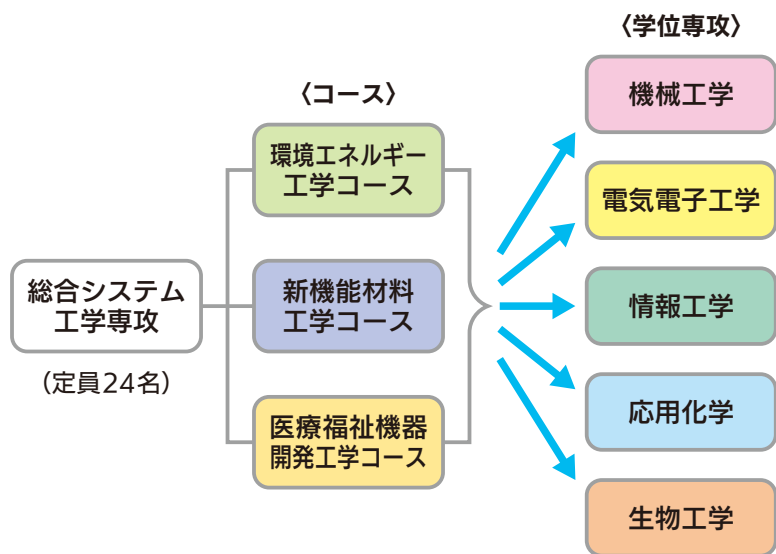 総合システム
工学専攻
（定員24名）
〈コース〉
環境エネルギー
工学コース
新機能材料
工学コース
医療福祉機器
開発工学コース
〈学位専攻〉
機械工学
電気電子工学
情報工学
応用化学
生物工学